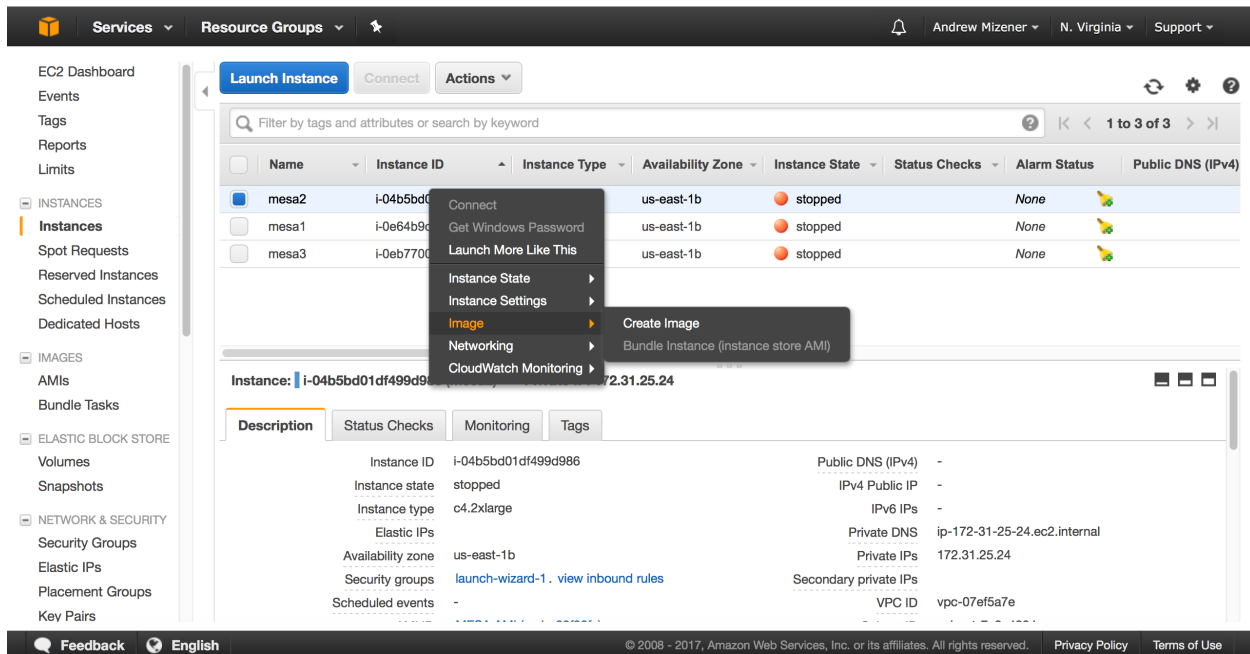 Services Resource Groups Andrew Mizener N. Virginia Support
EC2 Dashboard
Events
Tags
Reports
Limits
INSTANCES
Instances
Spot Requests
Reserved Instances
Scheduled Instances
Dedicated Hosts
IMAGES
AMIs
Bundle Tasks
ELASTIC BLOCK STORE
Volumes
Snapshots
NETWORK & SECURITY
Security Groups
Elastic IPs
Placement Groups
Key Pairs
Launch Instance Connect Actions
Filter by tags and attributes or search by keyword 1 to 3 of 3
Name Instance ID Instance Type Availability Zone Instance State Status Checks Alarm Status Public DNS (IPv4)
mesa2 i-04b5bd0 us-east-1b stopped None
mesa1 i-0e64b9c us-east-1b stopped None
mesa3 i-0eb7700 us-east-1b stopped None
Connect
Get Windows Password
Launch More Like This
Instance State
Instance Settings
Image
Networking
CloudWatch Monitoring
Create Image
Bundle Instance (instance store AMI)
Instance: i-04b5bd01df499d98 72.31.25.24
Description Status Checks Monitoring Tags
Instance ID i-04b5bd01df499d986 Public DNS (IPv4) -
Instance state stopped IPv4 Public IP -
Instance type c4.2xlarge IPv6 IPs -
Elastic IPs Private DNS ip-172-31-25-24.ec2.internal
Availability zone us-east-1b Private IPs 172.31.25.24
Security groups launch-wizard-1. view inbound rules Secondary private IPs
Scheduled events - VPC ID vpc-07ef5a7e
Feedback English © 2008 - 2017, Amazon Web Services, Inc. or its affiliates. All rights reserved. Privacy Policy Terms of Use